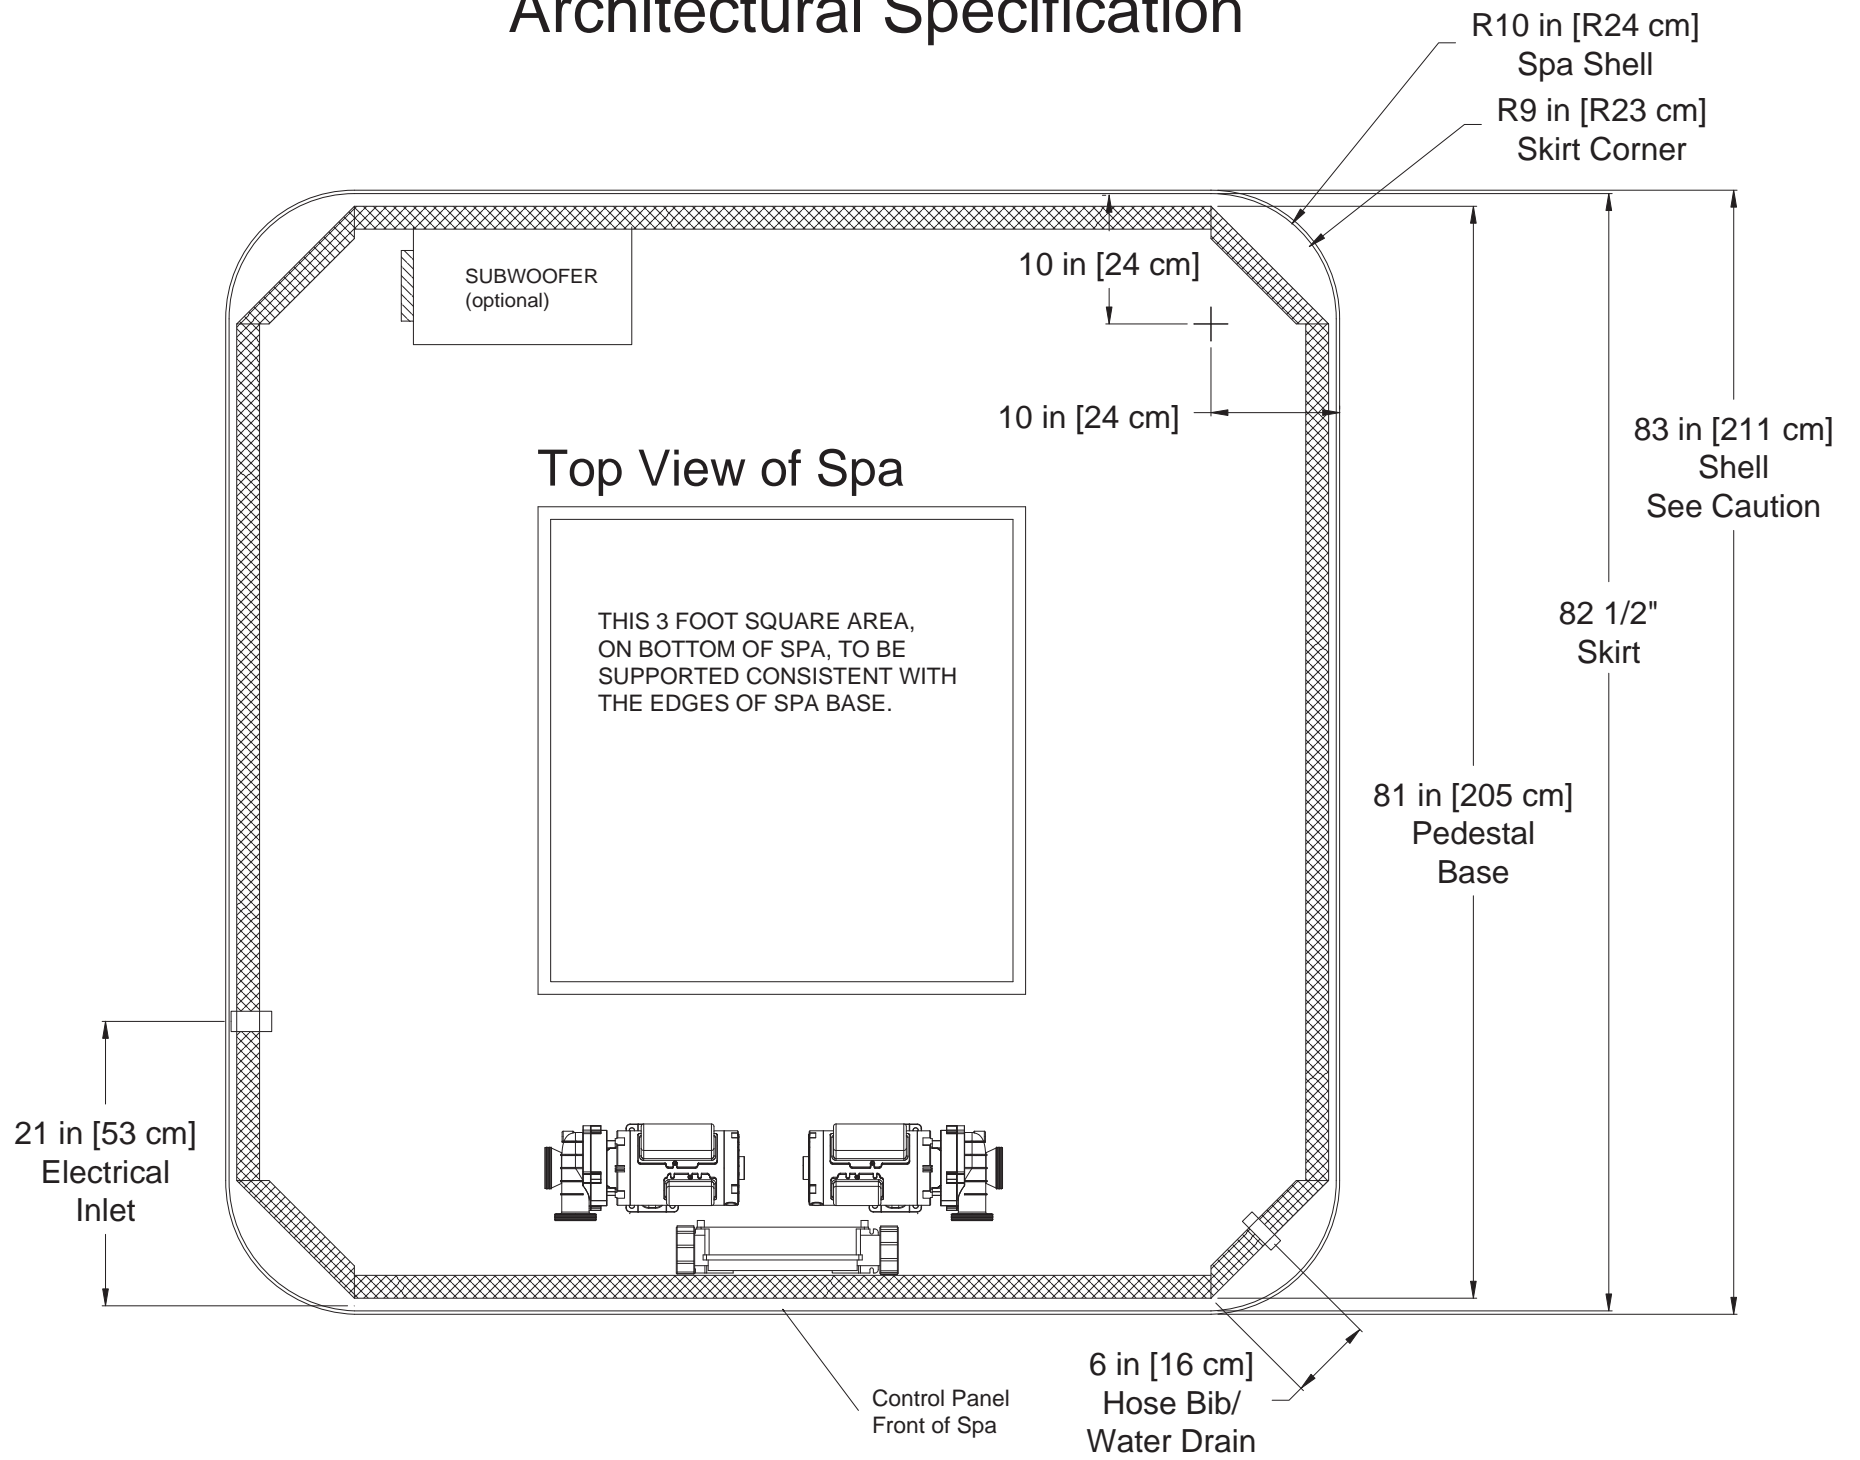 Architectural Specification
R10 in [R24 cm]
Spa Shell
R9 in [R23 cm]
Skirt Corner
SUBWOOFER
(optional)
10 in [24 cm]
10 in [24 cm]
83 in [211 cm]
Shell
See Caution
Top View of Spa
THIS 3 FOOT SQUARE AREA,
ON BOTTOM OF SPA, TO BE
SUPPORTED CONSISTENT WITH
THE EDGES OF SPA BASE.
82 1/2"
Skirt
81 in [205 cm]
Pedestal
Base
21 in [53 cm]
Electrical
Inlet
6 in [16 cm]
Hose Bib/
Water Drain
Control Panel
Front of Spa